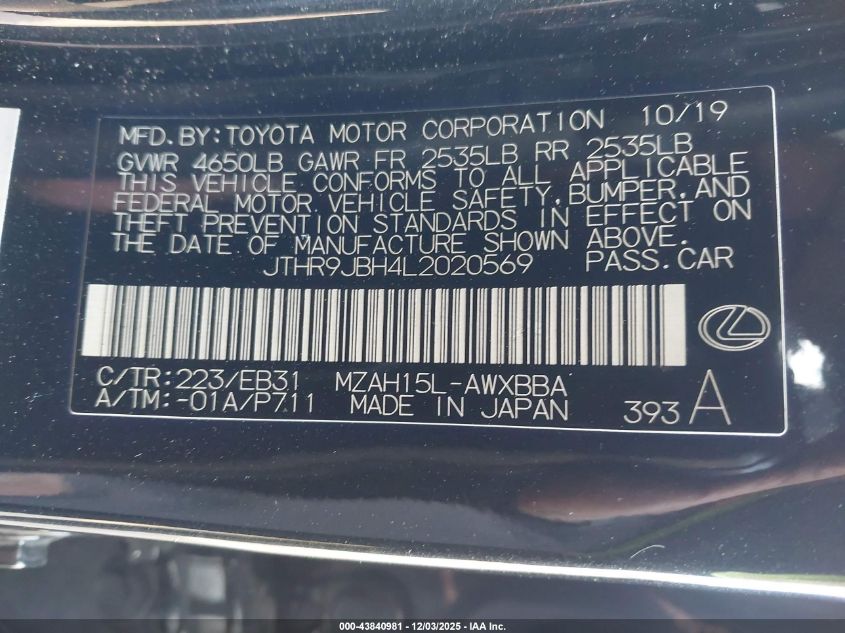 MFD.BY:TOYOTA MOTOR CORPORATION 10/19
GVWR 4650LB GAWR FR 2535LB RR 2535LB
THIS VEHICLE CONFORMS TO ALL APPLICABLE
FEDERAL MOTOR VEHICLE SAFETY,BUMPER,AND
THEFT PREVENTION STANDARDS IN EFFECT ON
THE DATE OF MANUFACTURE SHOWN ABOVE.
JTHR9JBH4L2020569 PASS.CAR
C/TR:223/EB31 MZAH15L-AWXBBA
A/TM:-01A/P711 MADE IN JAPAN 393 A
000-43840981 - 12/03/2025 - IAA Inc.